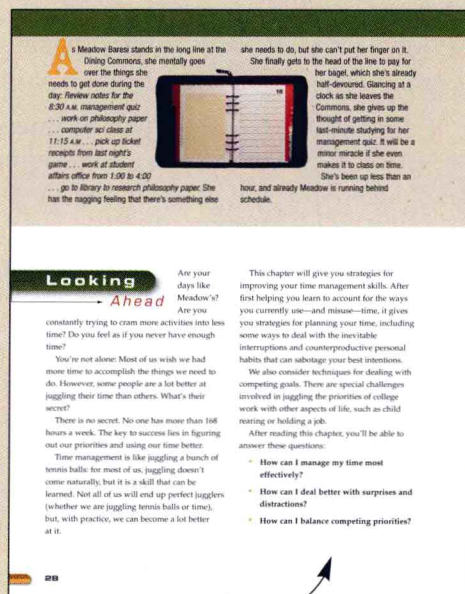 As Meadow Baresi stands in the long line at the
Dining Commons, she mentally goes
over the things she
needs to get done during the
day: Review notes for the
8:30 A.M. management quiz
. . . work on philosophy paper
. . . computer sci class at
11:15 A.M . . . pick up ticket
receipts from last night's
game . . . work at student
affairs office from 1:00 to 4:00
. . . go to library to research philosophy paper. She
has the nagging feeling that there's something else
she needs to do, but she can't put her finger on it.
She finally gets to the head of the line to pay for
her bagel, which she's already
half-devoured. Glancing at a
clock as she leaves the
Commons, she gives up the
thought of getting in some
last-minute studying for her
management quiz. It will be a
minor miracle if she even
makes it to class on time.
She's been up less than an
hour, and already Meadow is running behind
schedule.
Looking
Ahead
Are your
days like
Meadow's?
Are you
constantly trying to cram more activities into less
time? Do you feel as if you never have enough
time?
You're not alone: Most of us wish we had
more time to accomplish the things we need to
do. However, some people are a lot better at
juggling their time than others. What's their
secret?
There is no secret. No one has more than 168
hours a week. The key to success lies in figuring
out our priorities and using our time better.
Time management is like juggling a bunch of
tennis balls: for most of us, juggling doesn't
come naturally, but it is a skill that can be
learned. Not all of us will end up perfect jugglers
(whether we are juggling tennis balls or time),
but, with practice, we can become a lot better
at it.
This chapter will give you strategies for
improving your time management skills. After
first helping you learn to account for the ways
you currently use—and misuse—time, it gives
you strategies for planning your time, including
some ways to deal with the inevitable
interruptions and counterproductive personal
habits that can sabotage your best intentions.
We also consider techniques for dealing with
competing goals. There are special challenges
involved in juggling the priorities of college
work with other aspects of life, such as child
rearing or holding a job.
After reading this chapter, you'll be able to
answer these questions:
• How can I manage my time most
effectively?
• How can I deal better with surprises and
distractions?
• How can I balance competing priorities?
28